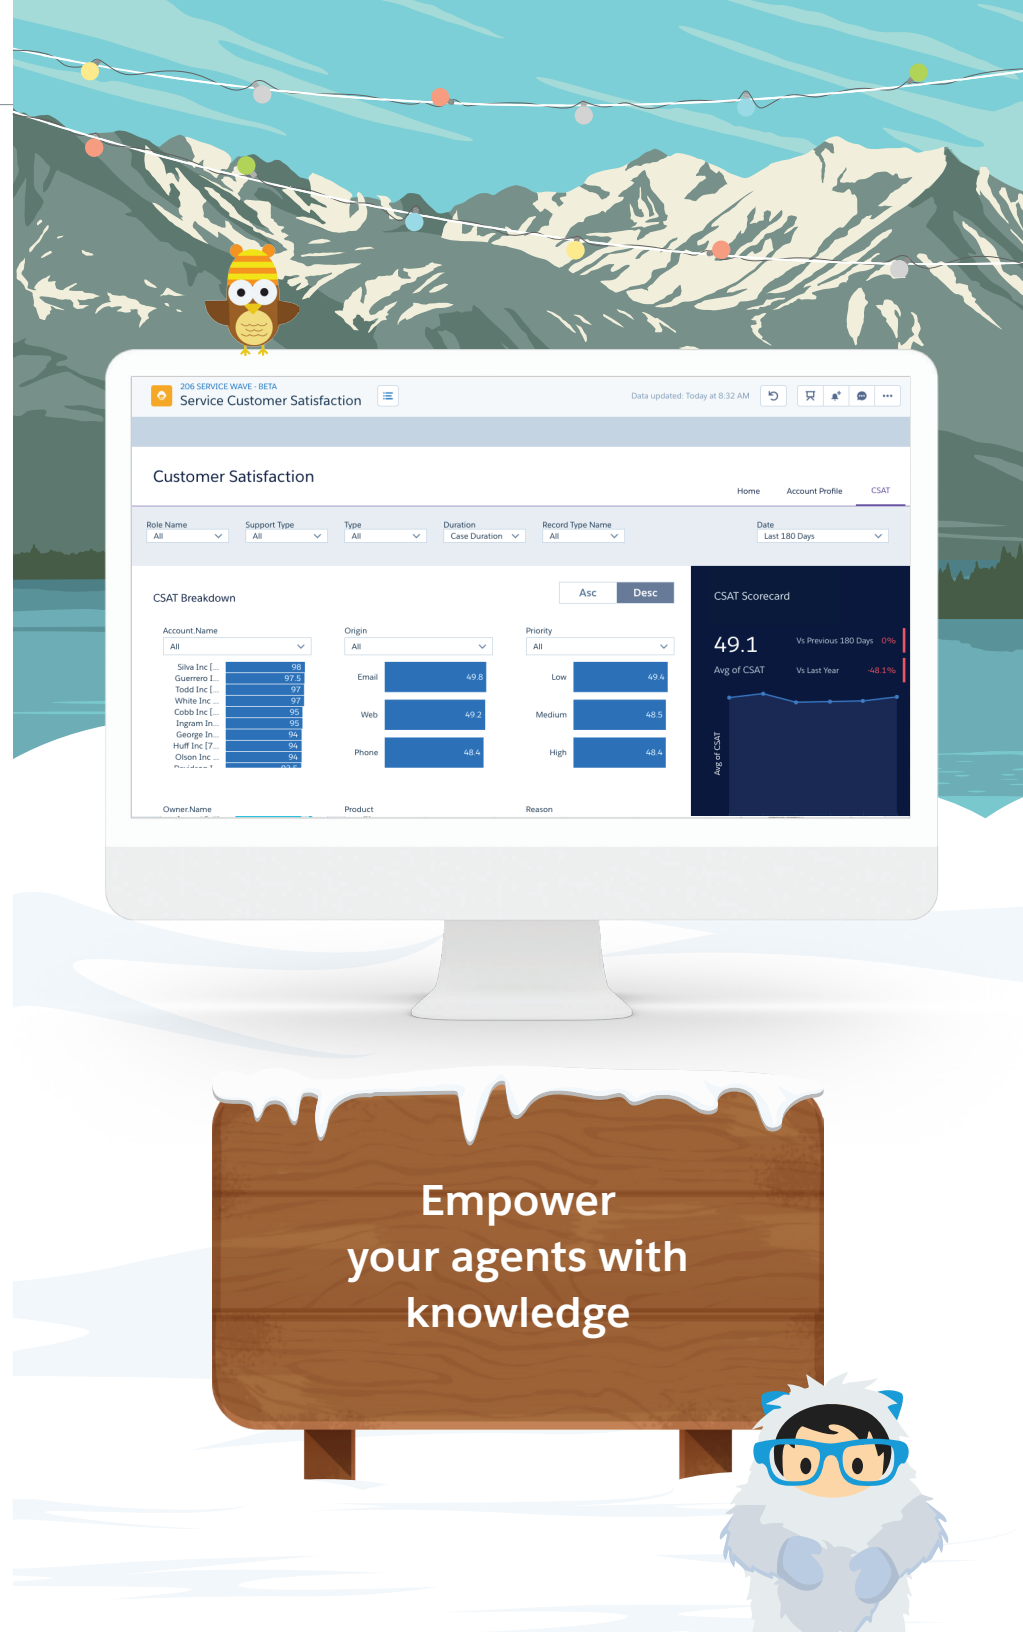 206 SERVICE WAVE - BETA
Service Customer Satisfaction
Data updated: Today at 8:32 AM
Customer Satisfaction
Home Account Profile CSAT
Role Name Support Type Type Duration Record Type Name Date
All All All Case Duration All Last 180 Days
CSAT Breakdown
Asc Desc
Account.Name
All
Silva Inc [... 98
Guerrero I... 97.5
Todd Inc [... 97
White Inc ... 97
Cobb Inc [... 95
Ingram In... 95
George In... 94
Huff Inc [7... 94
Olson Inc ... 94
Origin
All
Email 49.8
Web 49.2
Phone 48.4
Priority
All
Low 49.4
Medium 48.5
High 48.4
Owner.Name
Product
Reason
CSAT Scorecard
49.1
Avg of CSAT
Vs Previous 180 Days 0%
Vs Last Year -48.1%
Avg of CSAT
Empower
your agents with
knowledge